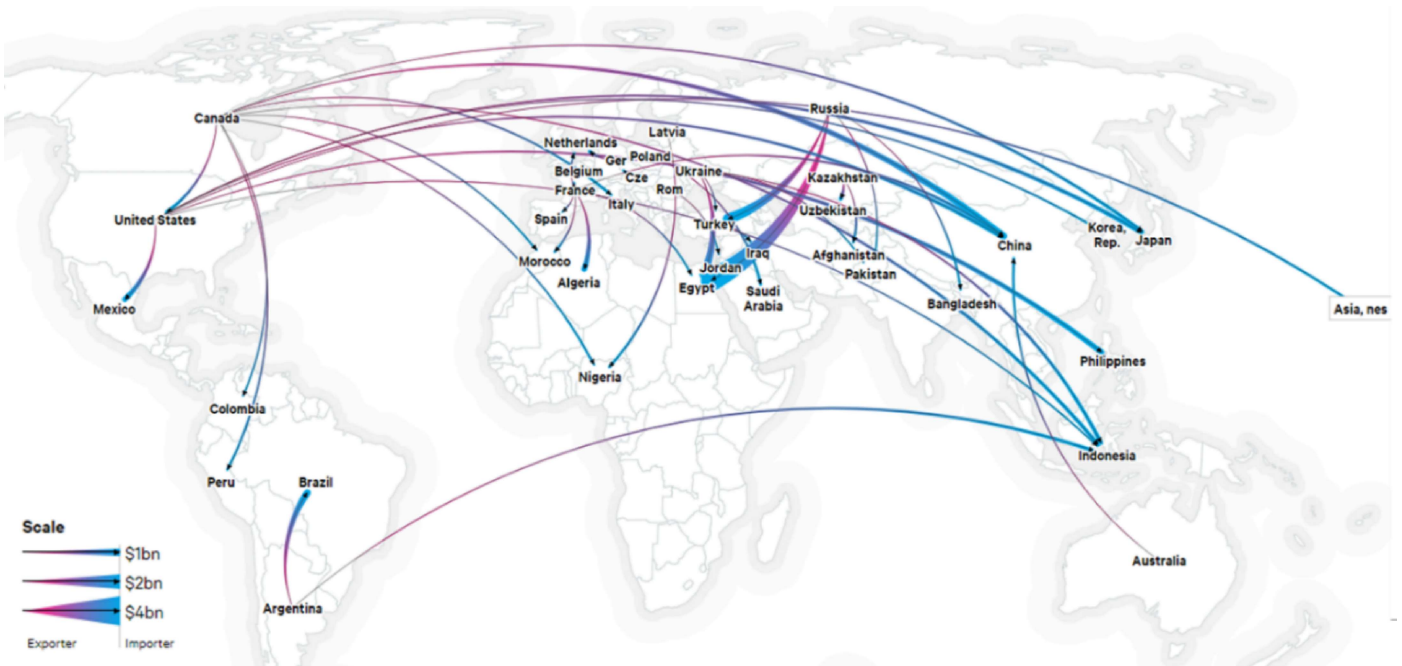 Russia
Canada
Latvia
Netherlands
Ger
Poland
Belgium
Cze
Ukraine
Kazakhstan
France
Rom
Italy
Uzbekistan
Spain
United States
Turkey
Korea,
Rep.
Japan
China
Iraq
Afghanistan
Morocco
Jordan
Pakistan
Algeria
Egypt
Saudi
Arabia
Bangladesh
Mexico
Asia, nes
Philippines
Nigeria
Colombia
Indonesia
Peru
Brazil
Scale
$1bn
$2bn
$4bn
Exporter
Importer
Australia
Argentina